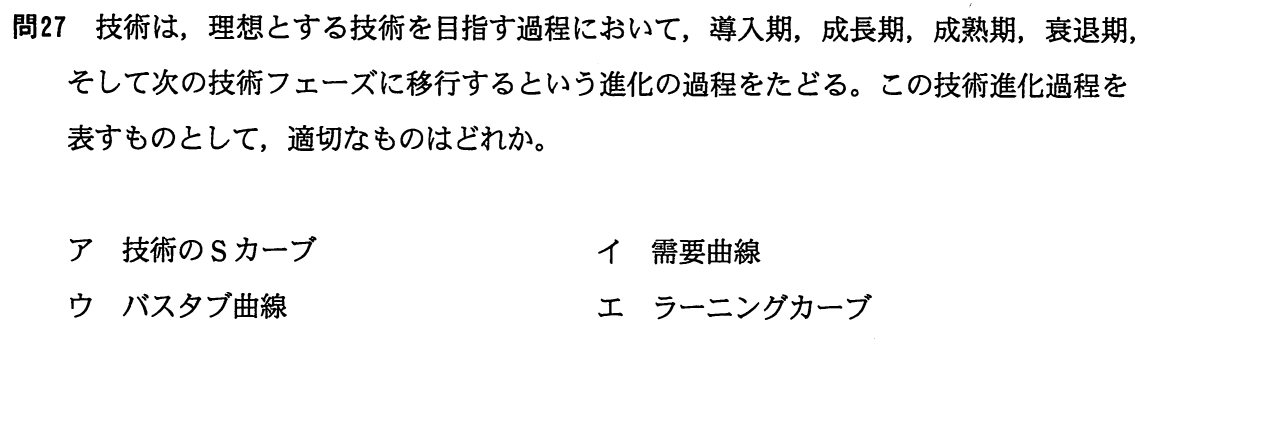 問27 技術は，理想とする技術を目指す過程において，導入期，成長期，成熟期，衰退期，
そして次の技術フェーズに移行するという進化の過程をたどる。この技術進化過程を
表すものとして，適切なものはどれか。
ア 技術のSカーブ イ 需要曲線
ウ バスタブ曲線 エ ラーニングカーブ